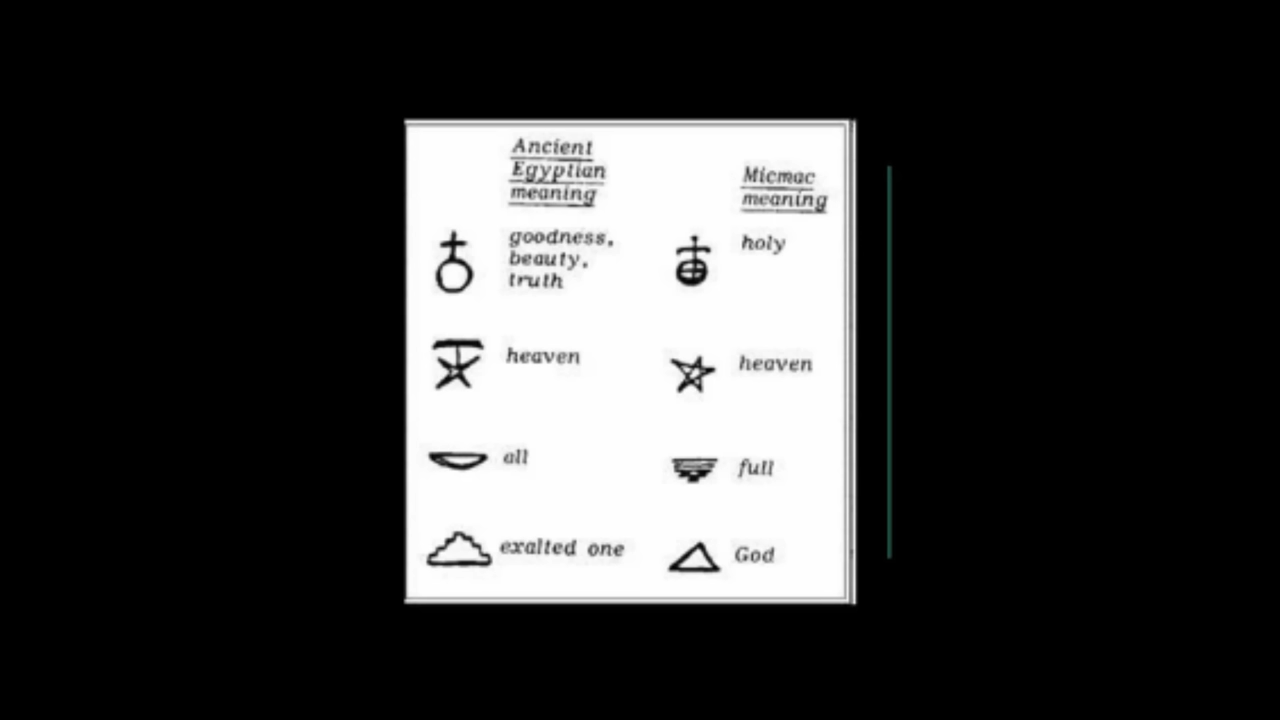 Ancient
Egyptian
meaning
Micmac
meaning
goodness,
beauty,
truth
holy
heaven
heaven
all
full
exalted one
God